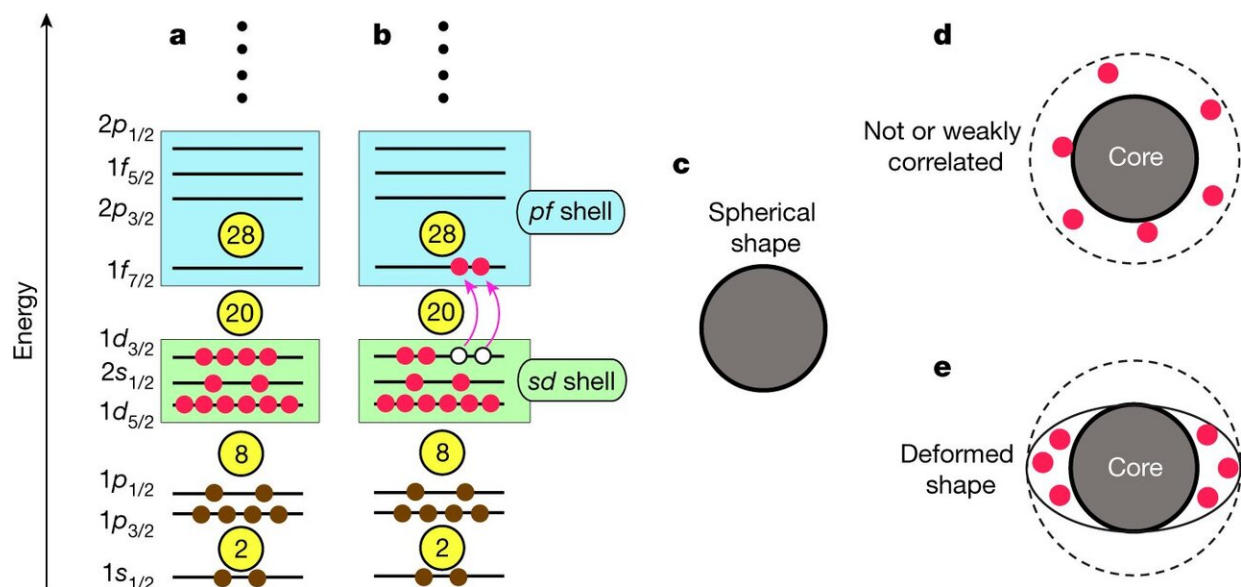 Energy
a
2p1/2
1f5/2
2p3/2
28
1f7/2
20
1d3/2
2s1/2
1d5/2
8
1p1/2
1p3/2
2
1s1/2
b
28
pf shell
20
sd shell
8
2
c
Spherical
shape
d
Not or weakly
correlated
Core
e
Deformed
shape
Core